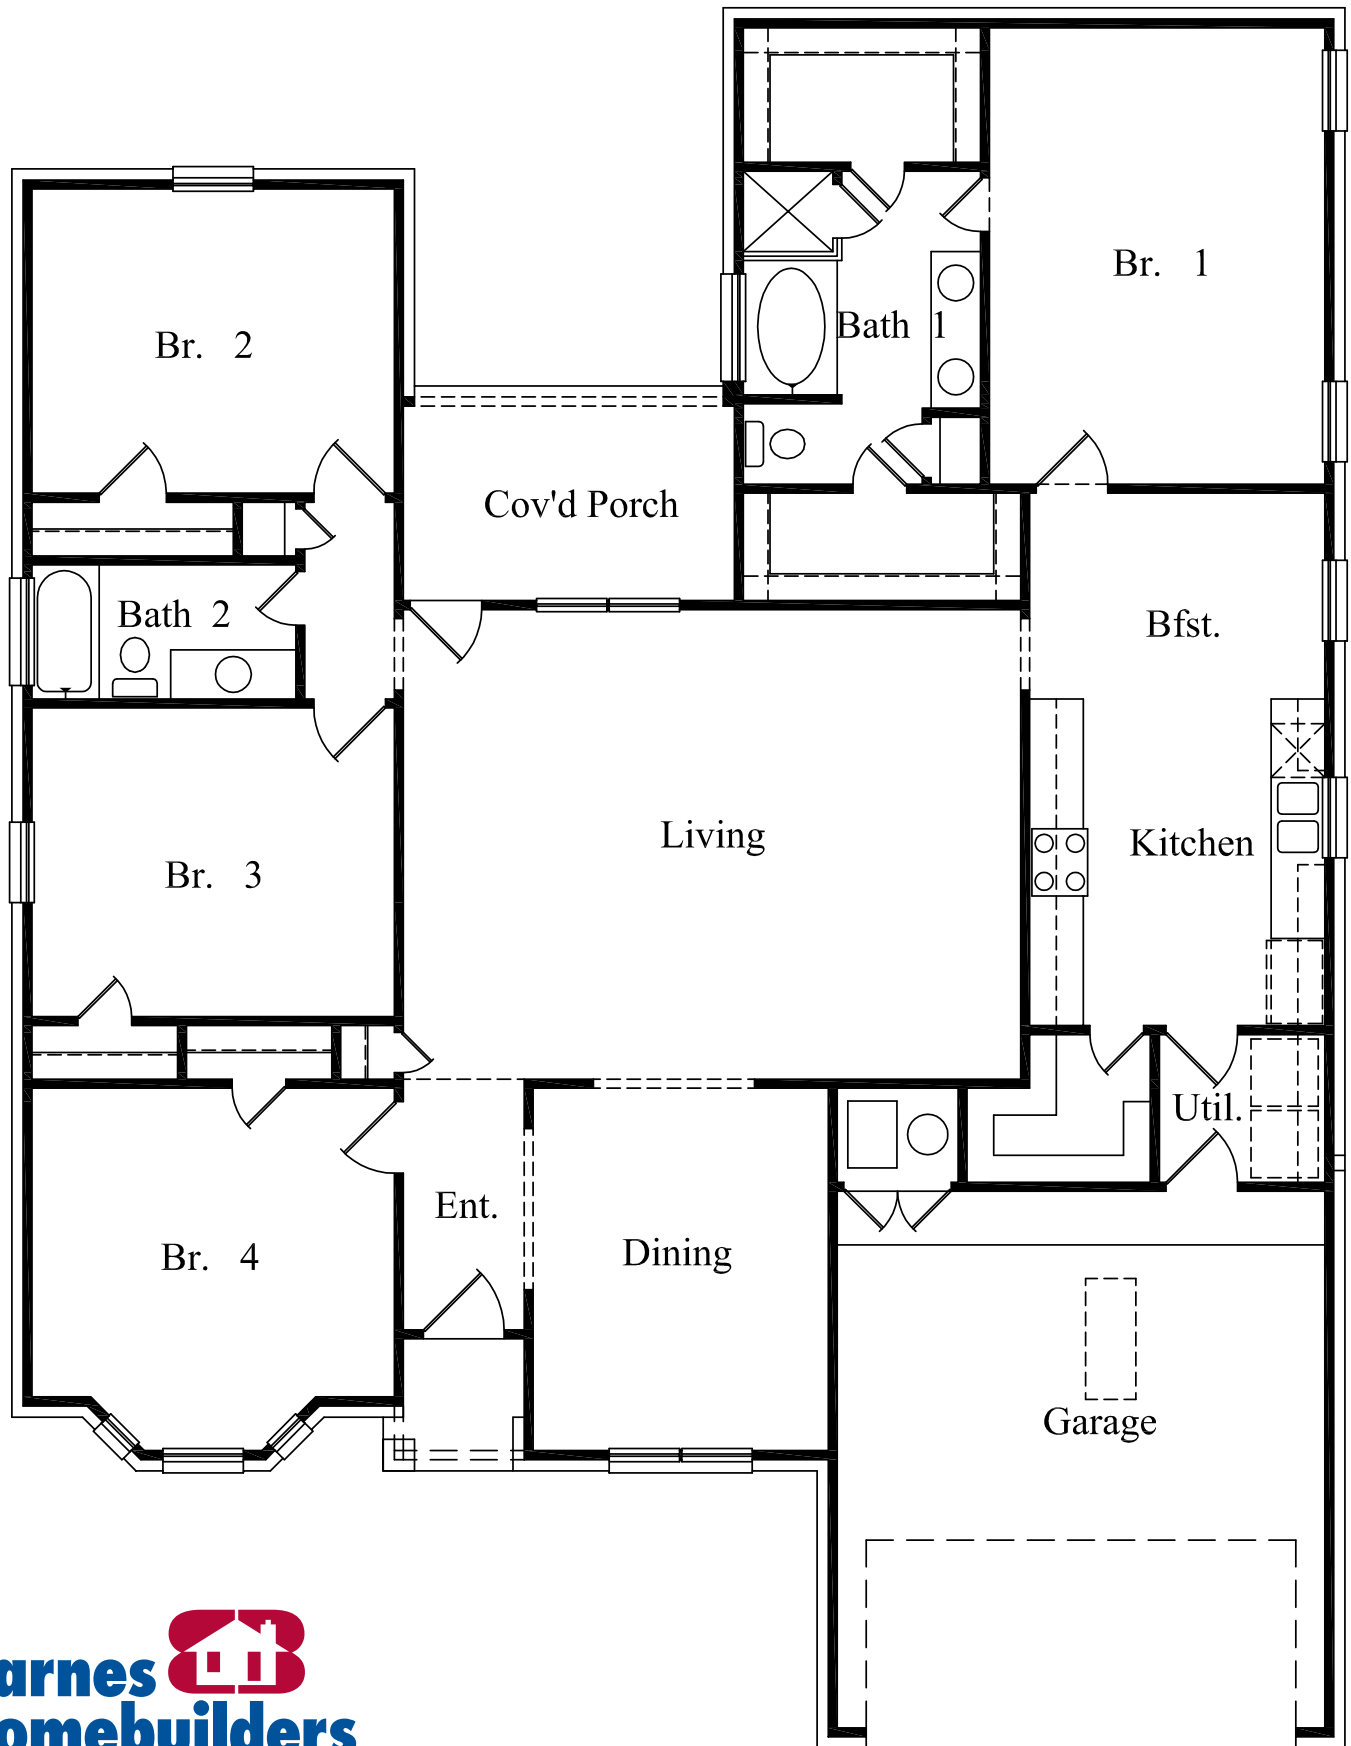 Br. 1
Bath 1
Br. 2
Cov'd Porch
Bath 2
Bfst.
Living
Kitchen
Br. 3
Util.
Ent.
Dining
Br. 4
Garage
arnes
omebuilders